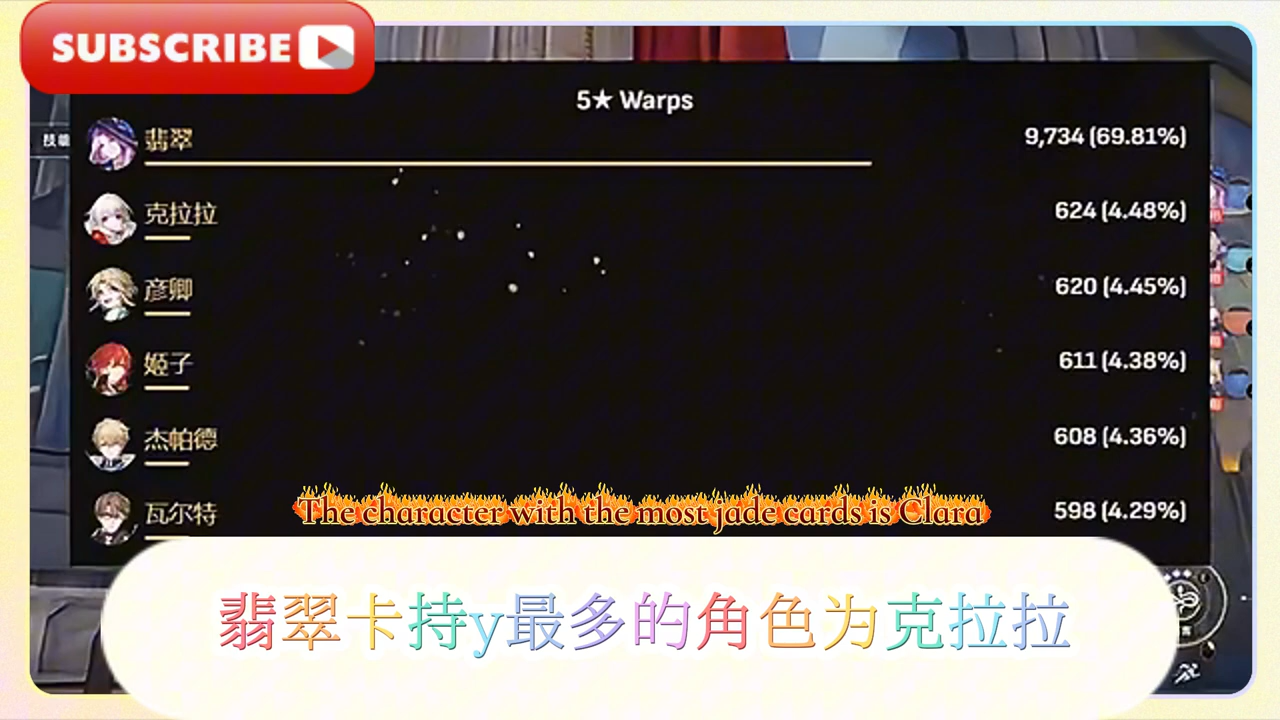 SUBSCRIBE
5★ Warps
技能
翡翠 9,734 (69.81%)
克拉拉 624 (4.48%)
彦卿 620 (4.45%)
姬子 611 (4.38%)
杰帕德 608 (4.36%)
瓦尔特 598 (4.29%)
The character with the most jade cards is Clara
翡翠卡持y最多的角色为克拉拉